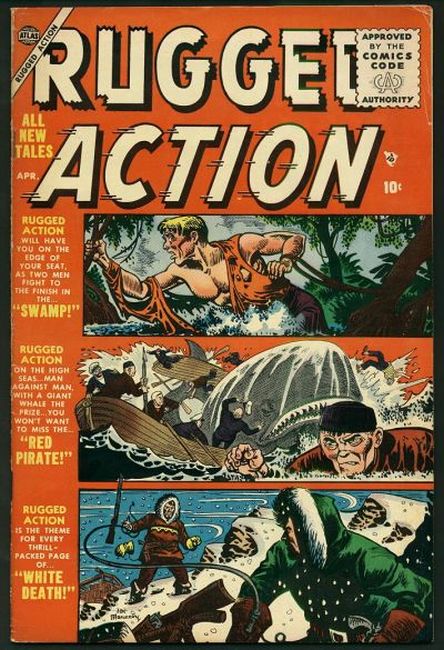 ATLAS
RUGGED ACTION
RUGGED
ACTION
APPROVED
BY THE
COMICS
CODE
CA
AUTHORITY
ALL
NEW
TALES
APR.
10¢
RUGGED
ACTION
WILL HAVE
YOU ON THE
EDGE OF
YOUR SEAT,
AS TWO MEN
FIGHT TO
THE FINISH IN
THE...
"SWAMP!"
RUGGED
ACTION
ON THE HIGH
SEAS...MAN
AGAINST MAN,
WITH A GIANT
WHALE THE
PRIZE...YOU
WON'T WANT
TO MISS THE...
"RED
PIRATE!"
RUGGED
ACTION
IS THE THEME
FOR EVERY
THRILL-
PACKED PAGE
OF...
"WHITE
DEATH!"
Joe
Maneely